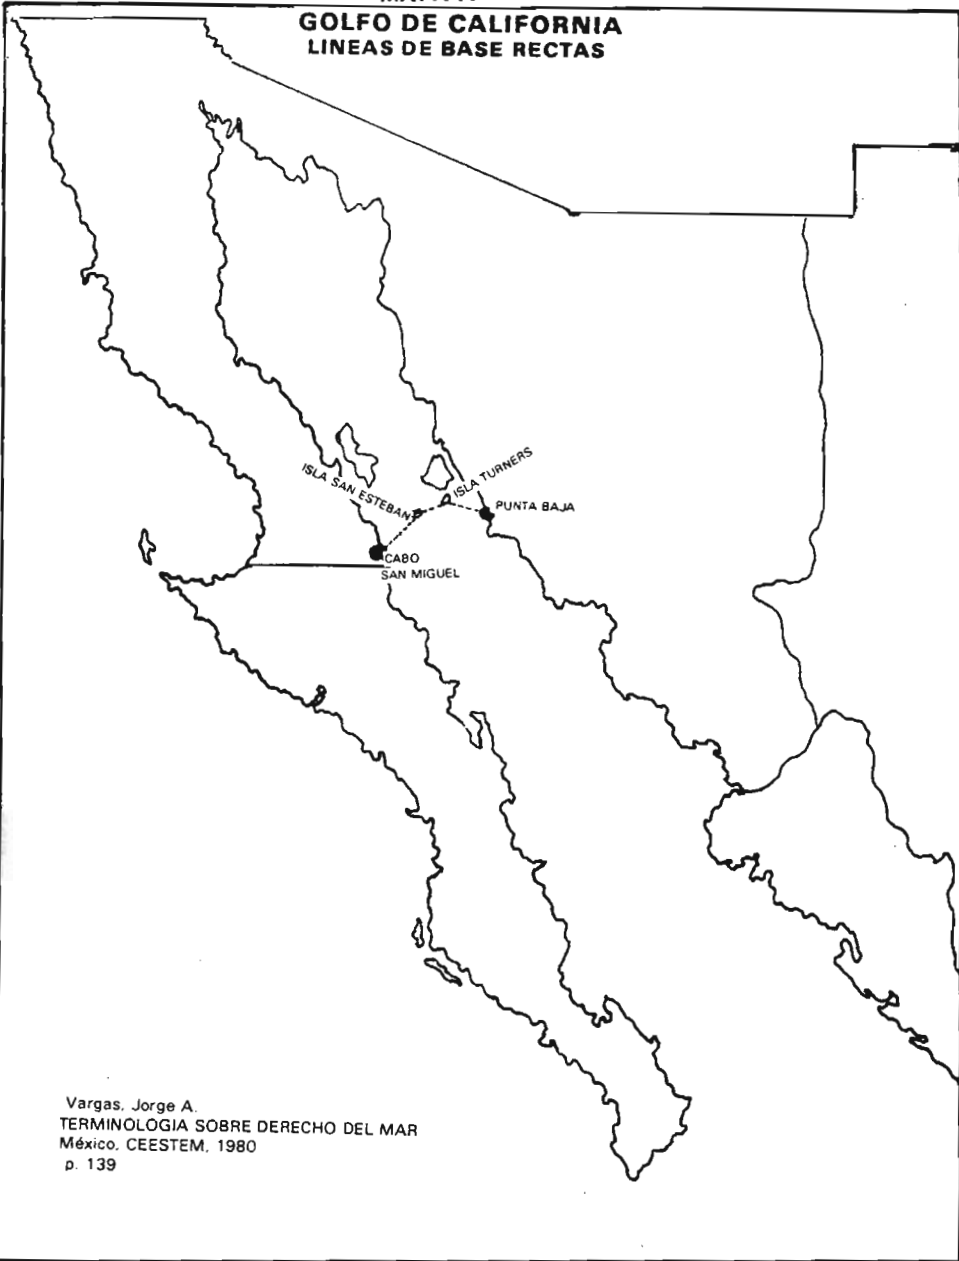 GOLFO DE CALIFORNIA
LINEAS DE BASE RECTAS
ISLA SAN ESTEBAN
ISLA TURNERS
PUNTA BAJA
CABO
SAN MIGUEL
Vargas, Jorge A.
TERMINOLOGIA SOBRE DERECHO DEL MAR
México, CEESTEM, 1980
p. 139